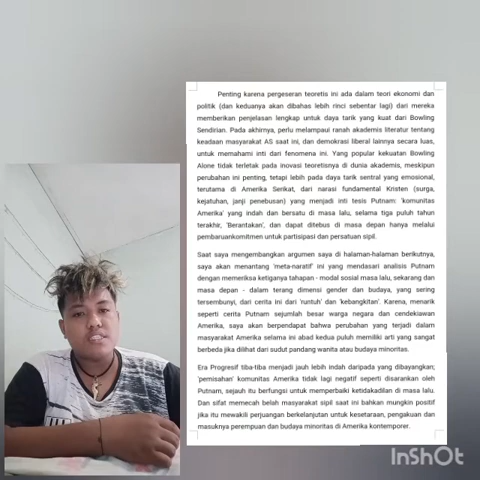 Penting karena pergeseran teoretis ini ada dalam teori ekonomi dan
politik (dan keduanya akan dibahas lebih rinci sebentar lagi) dari mereka
memberikan penjelasan lengkap untuk daya tarik yang kuat dari Bowling
Sendirian. Pada akhirnya, perlu melampaui ranah akademis literatur tentang
keadaan masyarakat AS saat ini, dan demokrasi liberal lainnya secara luas,
untuk memahami inti dari fenomena ini. Yang popular kekuatan Bowling
Alone tidak terletak pada inovasi teoretisnya di dunia akademis, meskipun
perubahan ini penting, tetapi lebih pada daya tarik sentral yang emosional,
terutama di Amerika Serikat, dari narasi fundamental Kristen (surga,
kejatuhan, janji penebusan) yang menjadi inti tesis Putnam: 'komunitas
Amerika' yang indah dan bersatu di masa lalu, selama tiga puluh tahun
terakhir, 'Berantakan', dan dapat ditebus di masa depan hanya melalui
pembaruankomitmen untuk partisipasi dan persatuan sipil.
Saat saya mengembangkan argumen saya di halaman-halaman berikutnya,
saya akan menantang 'meta-naratif' ini yang mendasari analisis Putnam
dengan memeriksa ketiganya tahapan - modal sosial masa lalu, sekarang dan
masa depan - dalam terang dimensi gender dan budaya, yang sering
tersembunyi, dari cerita ini dari 'runtuh' dan 'kebangkitan'. Karena, menarik
seperti cerita Putnam sejumlah besar warga negara dan cendekiawan
Amerika, saya akan berpendapat bahwa perubahan yang terjadi dalam
masyarakat Amerika selama ini abad kedua puluh memiliki arti yang sangat
berbeda jika dilihat dari sudut pandang wanita atau budaya minoritas.
Era Progresif tiba-tiba menjadi jauh lebih indah daripada yang dibayangkan;
'pemisahan' komunitas Amerika tidak lagi negatif seperti disarankan oleh
Putnam, sejauh itu berfungsi untuk memperbaiki ketidakadilan di masa lalu.
Dan sifat memecah belah masyarakat sipil saat ini bahkan mungkin positif
jika itu mewakili perjuangan berkelanjutan untuk kesetaraan, pengakuan dan
masuknya perempuan dan budaya minoritas di Amerika kontemporer.
InShOt